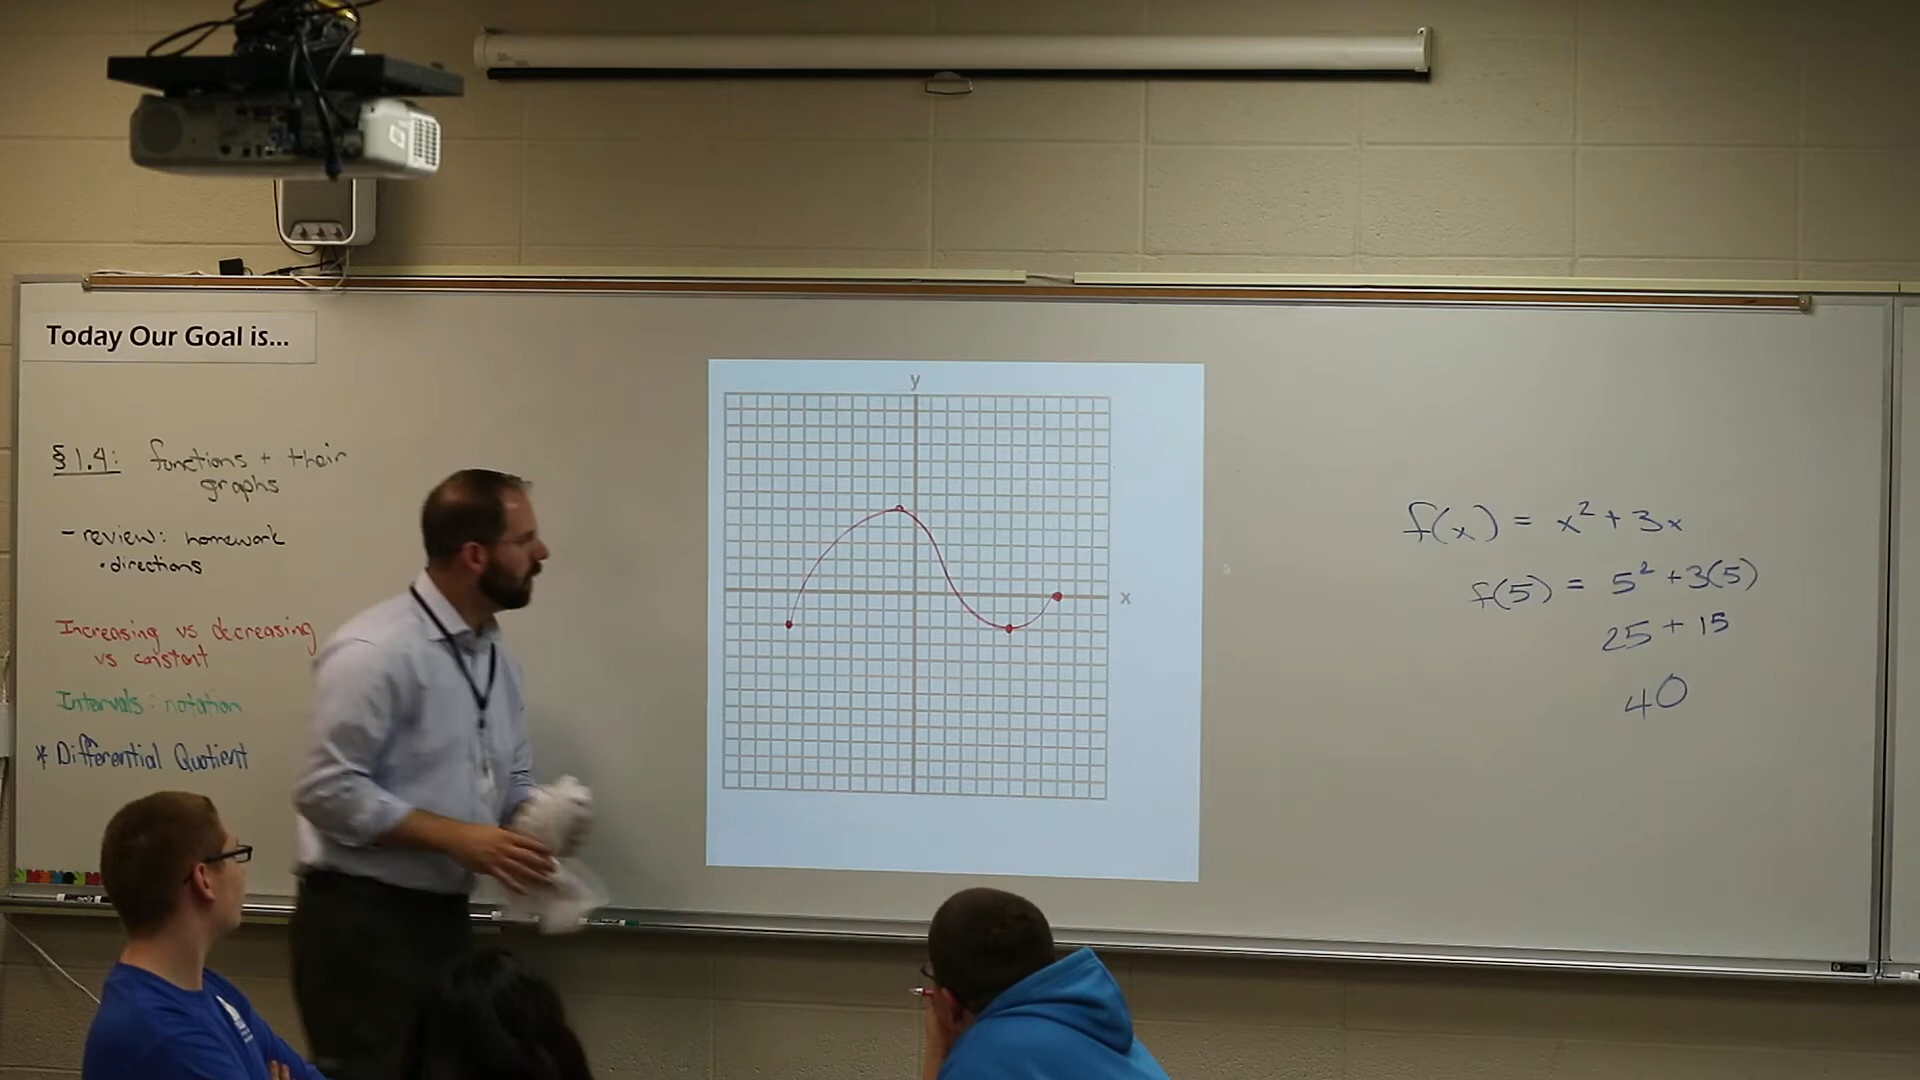 Today Our Goal is...
§1.4: functions + their
graphs
- review: homework
• directions
Increasing vs decreasing
vs constant
Intervals: notation
* Differential Quotient
y
x
f(x) = x² + 3x
f(5) = 5² + 3(5)
25 + 15
40